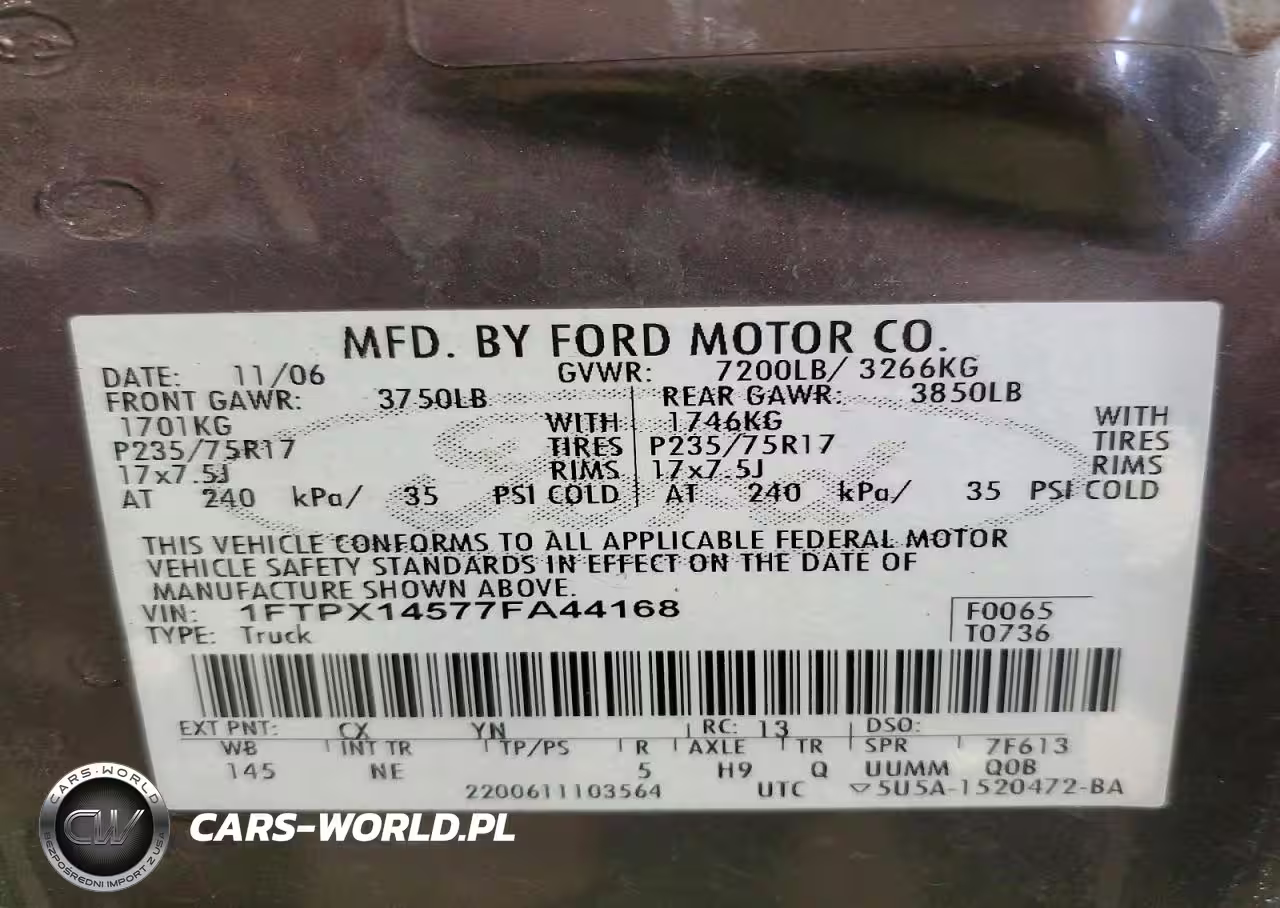 MFD. BY FORD MOTOR CO.
DATE: 11/06 GVWR: 7200LB/ 3266KG
FRONT GAWR: 3750LB REAR GAWR: 3850LB
1701KG WITH 1746KG WITH
P235/75R17 TIRES P235/75R17 TIRES
17x7.5J RIMS 17x7.5J RIMS
AT 240 kPa/ 35 PSI COLD AT 240 kPa/ 35 PSI COLD
THIS VEHICLE CONFORMS TO ALL APPLICABLE FEDERAL MOTOR
VEHICLE SAFETY STANDARDS IN EFFECT ON THE DATE OF
MANUFACTURE SHOWN ABOVE.
VIN: 1FTPX14577FA44168 F0065
TYPE: Truck T0736
EXT PNT: CX YN RC: 13 DSO:
WB INT TR TP/PS R AXLE TR SPR 7F613
145 NE 5 H9 Q UUMM Q0B
2200611103564 UTC ▽5U5A-1520472-BA
CARS-WORLD
CW
BEZPOŚREDNI IMPORT Z USA
CARS-WORLD.PL